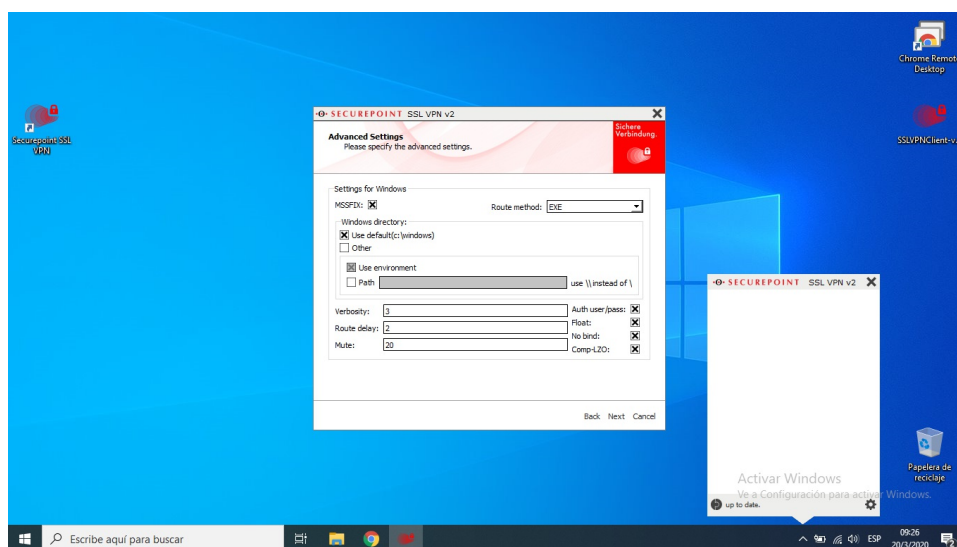 Chrome Remot
Desktop
Securepoint SSL
VPN
SSLVPNClient-v.
SECUREPOINT SSL VPN v2
Advanced Settings
Please specify the advanced settings.
Sichere
Verbindung.
Settings for Windows
MSSFIX:
Route method: EXE
Windows directory:
Use default(c:\windows)
Other
Use environment
Path
use \\ instead of \
Verbosity: 3
Route delay: 2
Mute: 20
Auth user/pass:
Float:
No bind:
Comp-LZO:
Back Next Cancel
SECUREPOINT SSL VPN v2
up to date.
Activar Windows
Ve a Configuración para activar Windows.
Papelera de
reciclaje
Escribe aquí para buscar
ESP
09:26
20/3/2020
2